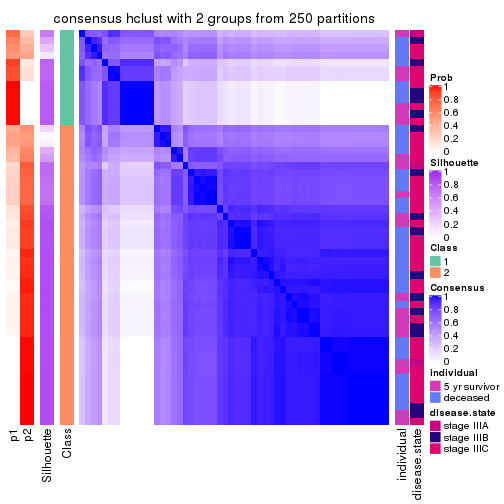 consensus hclust with 2 groups from 250 partitions
Prob
1
0.8
0.6
0.4
0.2
0
Silhouette
1
0.8
0.6
0.4
0.2
0
Class
1
2
Consensus
1
0.8
0.6
0.4
0.2
0
individual
5 yr survivor
deceased
disease.state
stage IIIA
stage IIIB
stage IIIC
p1
p2
Silhouette
Class
individual
disease.state